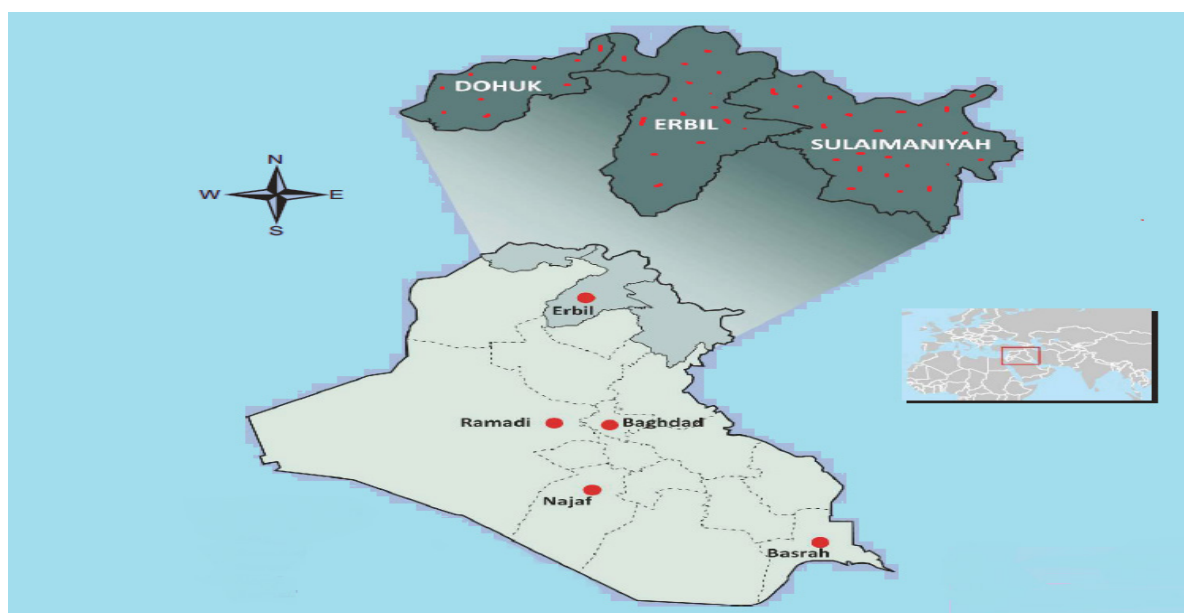 DOHUK
ERBIL
SULAIMANIYAH
N
W
E
S
Erbil
Ramadi
Baghdad
Najaf
Basrah